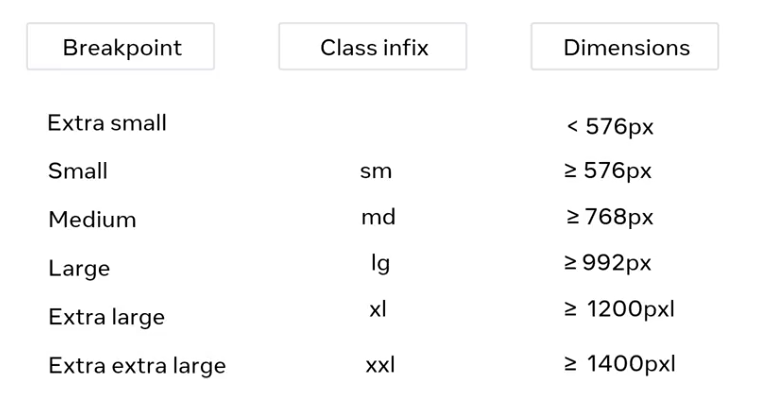 Breakpoint Class infix Dimensions
Extra small < 576px
Small sm ≥ 576px
Medium md ≥ 768px
Large lg ≥ 992px
Extra large xl ≥ 1200pxl
Extra extra large xxl ≥ 1400pxl